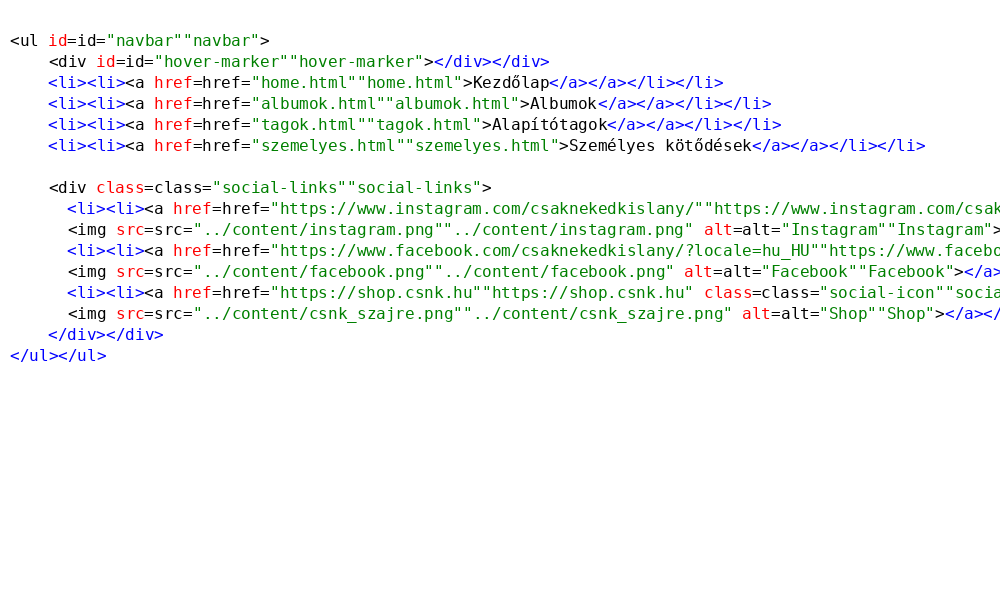 <ul id=id="navbar""navbar">
<div id=id="hover-marker""hover-marker"></div></div>
<li><li><a href=href="home.html""home.html">Kezdőlap</a></a></li></li>
<li><li><a href=href="albumok.html""albumok.html">Albumok</a></a></li></li>
<li><li><a href=href="tagok.html""tagok.html">Alapítótagok</a></a></li></li>
<li><li><a href=href="szemelyes.html""szemelyes.html">Személyes kötődések</a></a></li></li>
<div class=class="social-links""social-links">
<li><li><a href=href="https://www.instagram.com/csaknekedkislany/""https://www.instagram.com/csak
<img src=src="../content/instagram.png""../content/instagram.png" alt=alt="Instagram""Instagram">
<li><li><a href=href="https://www.facebook.com/csaknekedkislany/?locale=hu_HU""https://www.facebo
<img src=src="../content/facebook.png""../content/facebook.png" alt=alt="Facebook""Facebook"></a>
<li><li><a href=href="https://shop.csnk.hu""https://shop.csnk.hu" class=class="social-icon""socia
<img src=src="../content/csnk_szajre.png""../content/csnk_szajre.png" alt=alt="Shop""Shop"></a></
</div></div>
</ul></ul>